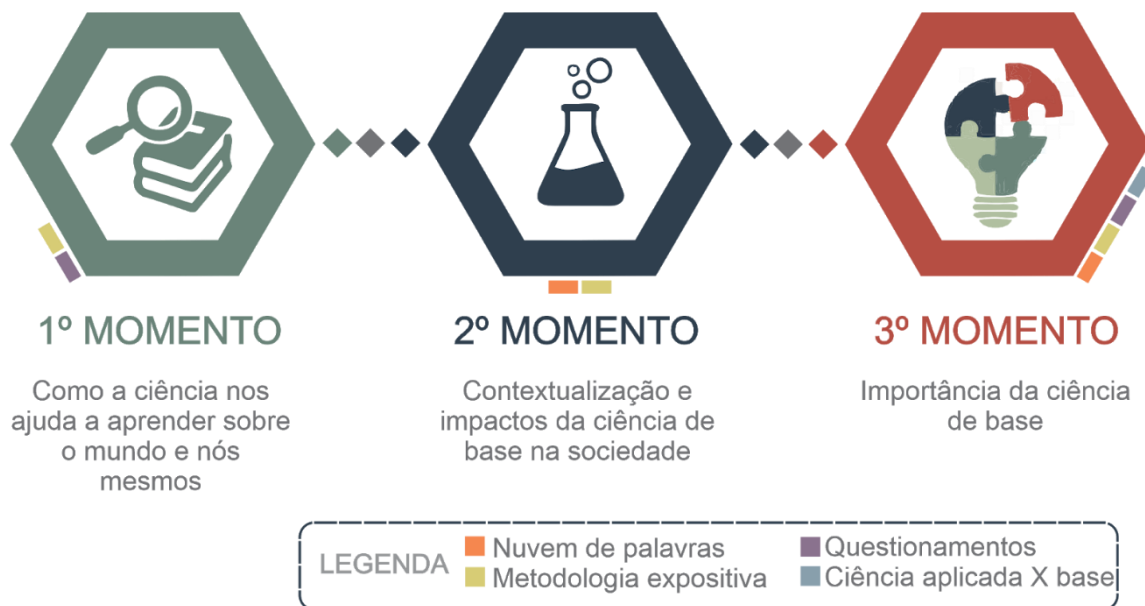 1º MOMENTO
Como a ciência nos
ajuda a aprender sobre
o mundo e nós
mesmos
2º MOMENTO
Contextualização e
impactos da ciência de
base na sociedade
3º MOMENTO
Importância da ciência
de base
LEGENDA
Nuvem de palavras
Metodologia expositiva
Questionamentos
Ciência aplicada X base